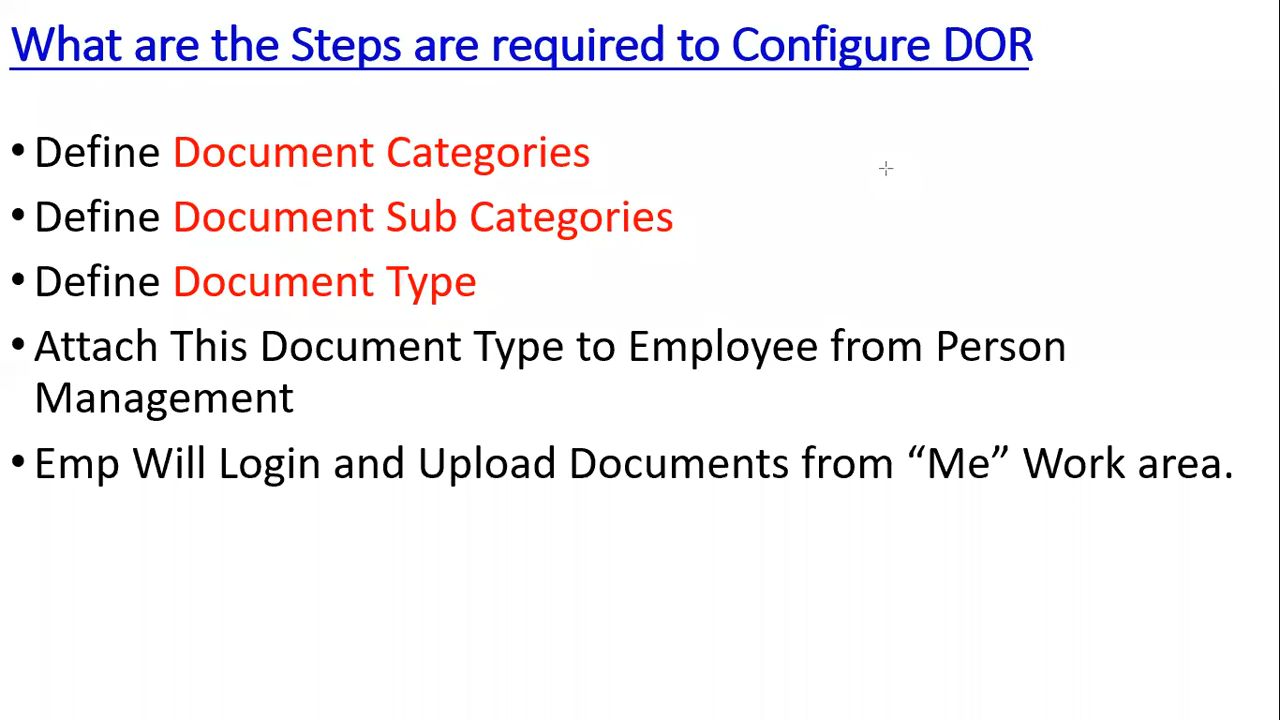 What are the Steps are required to Configure DOR
• Define Document Categories
• Define Document Sub Categories
• Define Document Type
• Attach This Document Type to Employee from Person
Management
• Emp Will Login and Upload Documents from “Me” Work area.